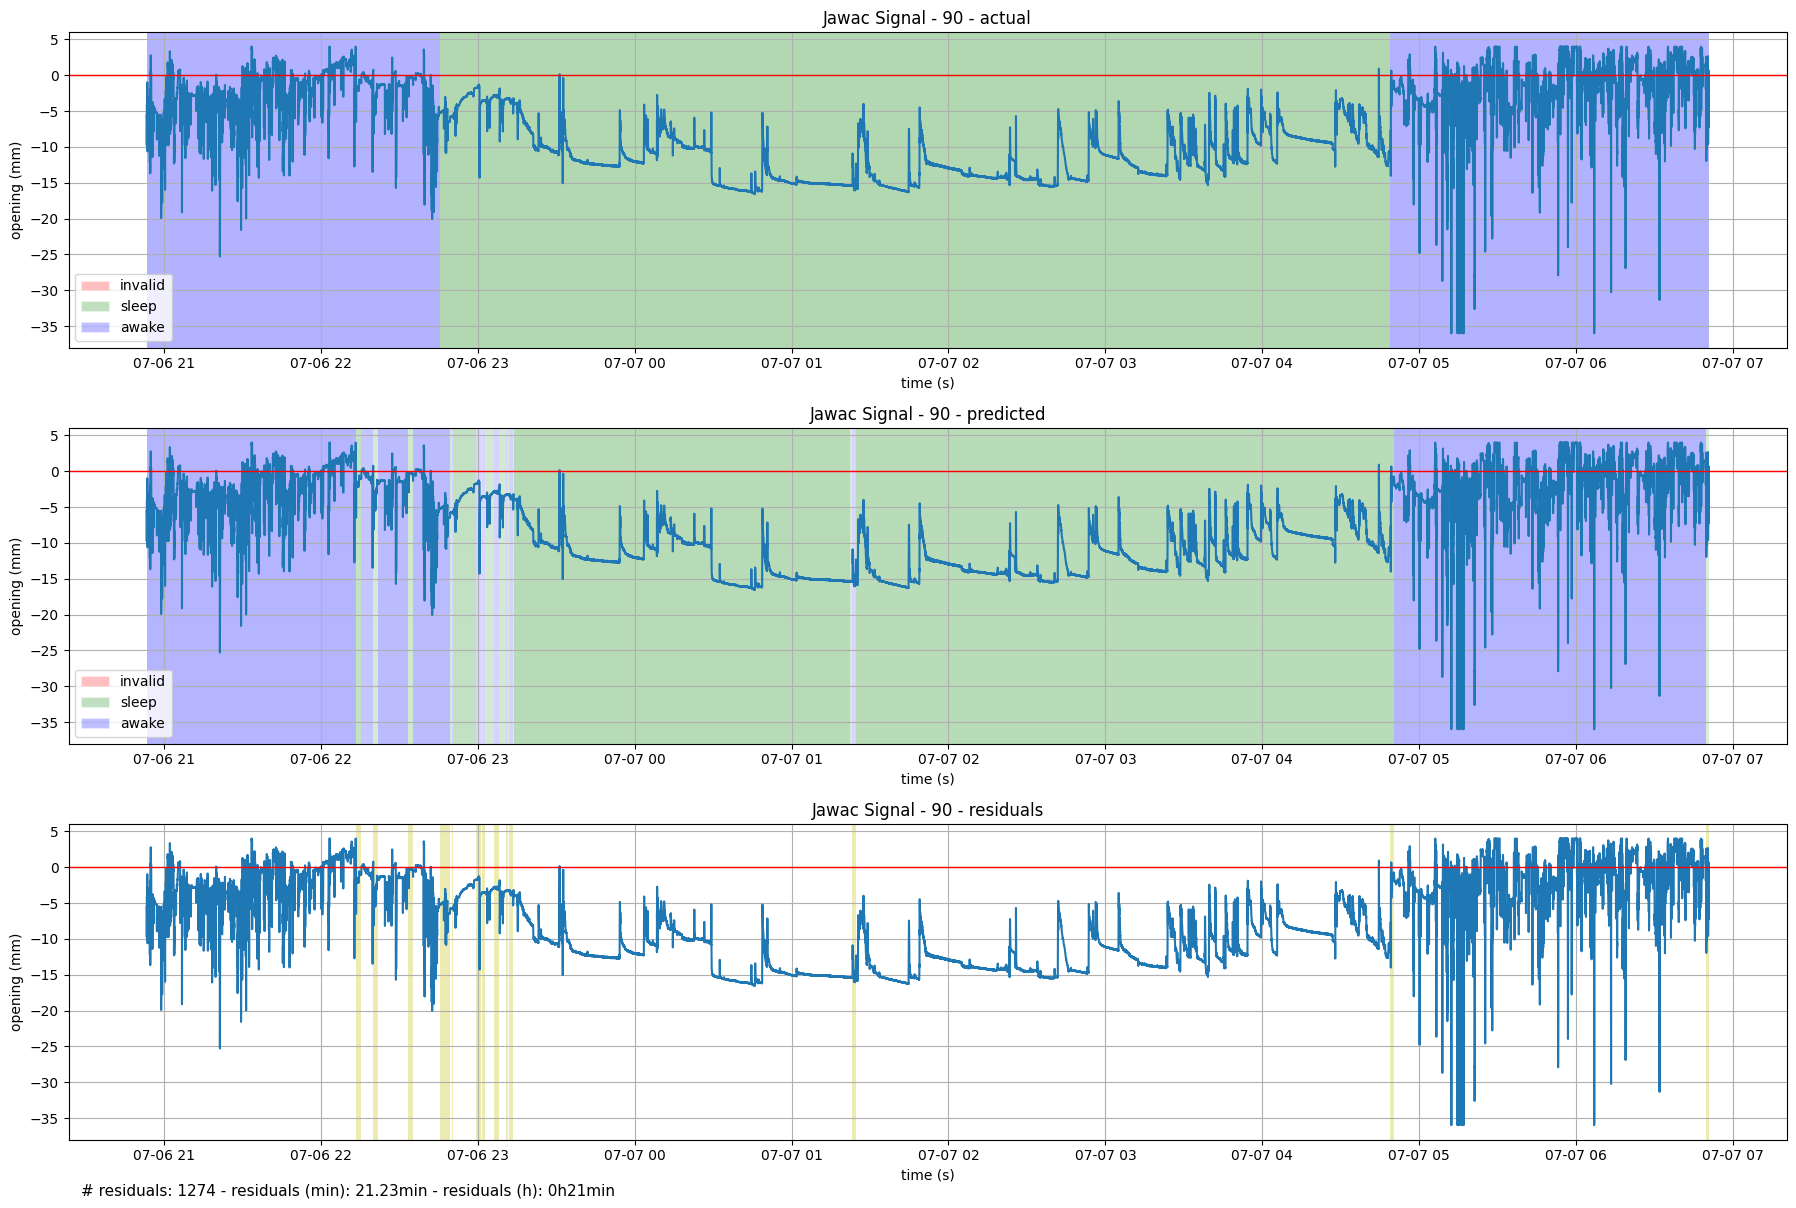 Jawac Signal - 90 - actual
opening (mm)
5
0
−5
−10
−15
−20
−25
−30
−35
invalid
sleep
awake
07-06 21 07-06 22 07-06 23 07-07 00 07-07 01 07-07 02 07-07 03 07-07 04 07-07 05 07-07 06 07-07 07
time (s)
Jawac Signal - 90 - predicted
opening (mm)
5
0
−5
−10
−15
−20
−25
−30
−35
invalid
sleep
awake
07-06 21 07-06 22 07-06 23 07-07 00 07-07 01 07-07 02 07-07 03 07-07 04 07-07 05 07-07 06 07-07 07
time (s)
Jawac Signal - 90 - residuals
opening (mm)
5
0
−5
−10
−15
−20
−25
−30
−35
07-06 21 07-06 22 07-06 23 07-07 00 07-07 01 07-07 02 07-07 03 07-07 04 07-07 05 07-07 06 07-07 07
time (s)
# residuals: 1274 - residuals (min): 21.23min - residuals (h): 0h21min